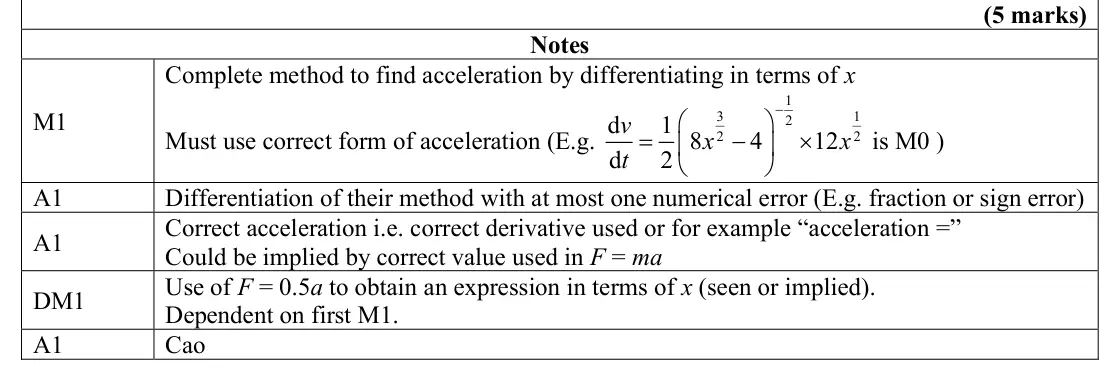 (5 marks)
Notes
M1
Complete method to find acceleration by differentiating in terms of x
Must use correct form of acceleration (E.g. dv/dt = 1/2(8x^(3/2) − 4)^(−1/2) × 12x^(1/2) is M0 )
A1
Differentiation of their method with at most one numerical error (E.g. fraction or sign error)
A1
Correct acceleration i.e. correct derivative used or for example “acceleration =”
Could be implied by correct value used in F = ma
DM1
Use of F = 0.5a to obtain an expression in terms of x (seen or implied).
Dependent on first M1.
A1
Cao